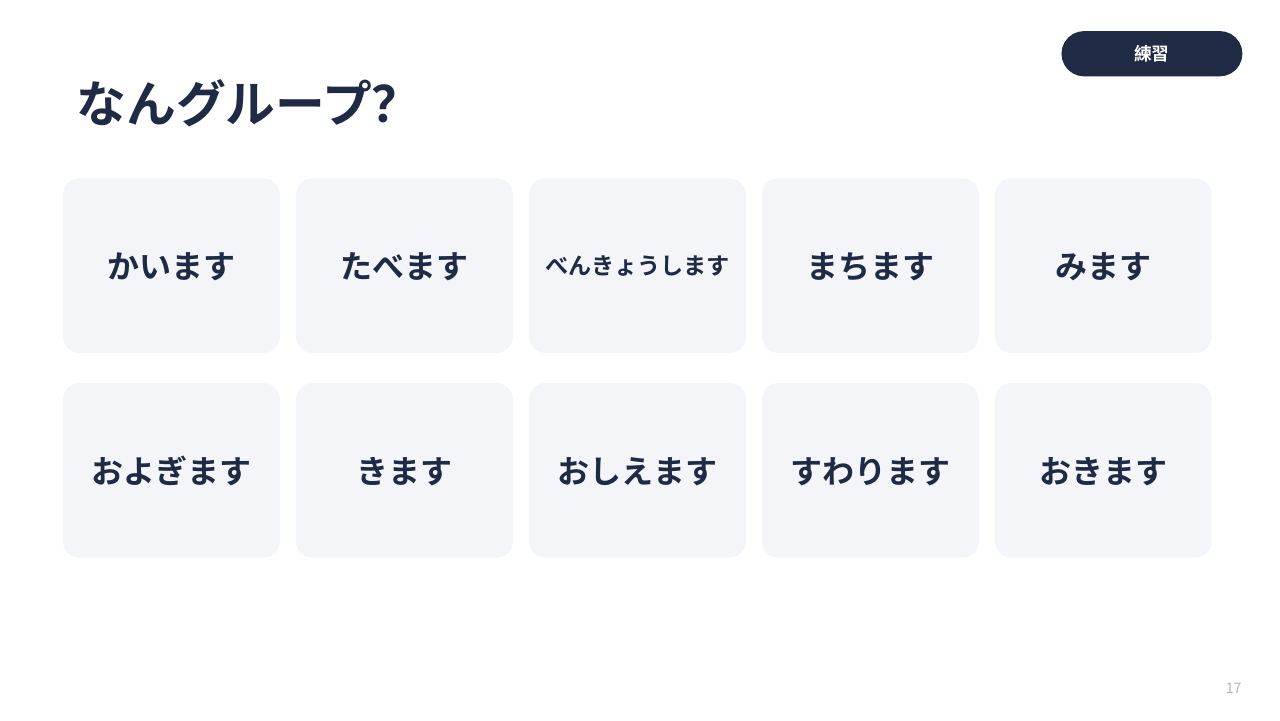 練習
なんグループ？
かいます
たべます
べんきょうします
まちます
みます
およぎます
きます
おしえます
すわります
おきます
17